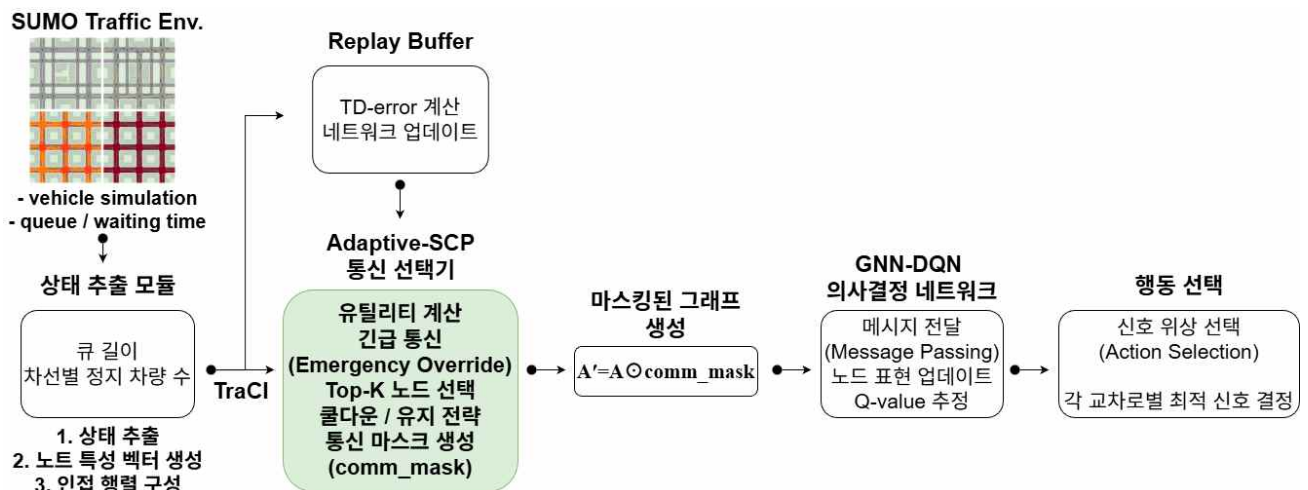 SUMO Traffic Env.
- vehicle simulation
- queue / waiting time
상태 추출 모듈
큐 길이
차선별 정지 차량 수
1. 상태 추출
2. 노트 특성 벡터 생성
3. 인접 행렬 구성
TraCI
Replay Buffer
TD-error 계산
네트워크 업데이트
Adaptive-SCP
통신 선택기
유틸리티 계산
긴급 통신
(Emergency Override)
Top-K 노드 선택
쿨다운 / 유지 전략
통신 마스크 생성
(comm_mask)
마스킹된 그래프
생성
A′=A⊙comm_mask
GNN-DQN
의사결정 네트워크
메시지 전달
(Message Passing)
노드 표현 업데이트
Q-value 추정
행동 선택
신호 위상 선택
(Action Selection)
각 교차로별 최적 신호 결정